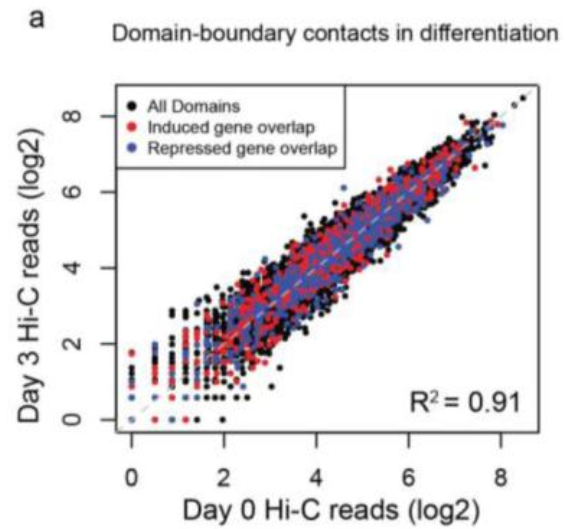 a
Domain-boundary contacts in differentiation
All Domains
Induced gene overlap
Repressed gene overlap
8
6
4
2
0
Day 3 Hi-C reads (log2)
R² = 0.91
0 2 4 6 8
Day 0 Hi-C reads (log2)